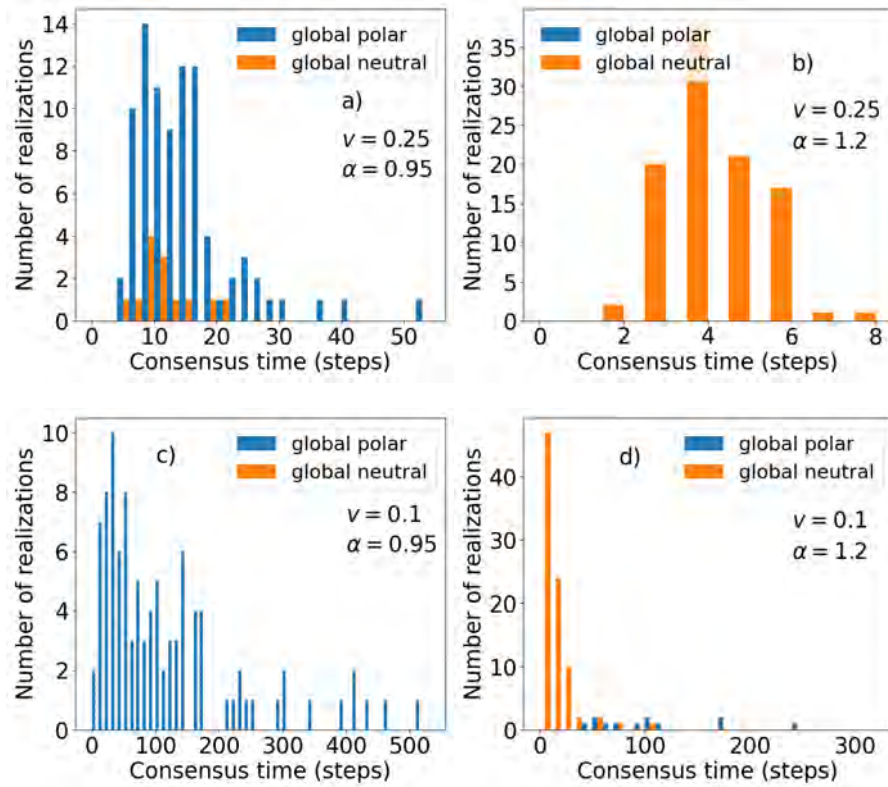 14
12
10
8
6
4
2
0
Number of realizations
global polar
global neutral
a)
v = 0.25
α = 0.95
0 10 20 30 40 50
Consensus time (steps)
35
30
25
20
15
10
5
0
Number of realizations
global polar
global neutral
b)
v = 0.25
α = 1.2
0 2 4 6 8
Consensus time (steps)
10
8
6
4
2
0
Number of realizations
c)
global polar
global neutral
v = 0.1
α = 0.95
0 100 200 300 400 500
Consensus time (steps)
40
30
20
10
0
Number of realizations
global polar
global neutral
d)
v = 0.1
α = 1.2
0 100 200 300
Consensus time (steps)